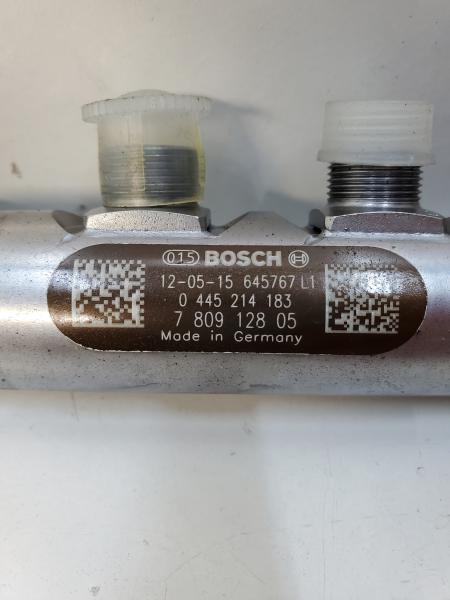 015 BOSCH
12-05-15 645767 L1
0 445 214 183
7 809 128 05
Made in Germany